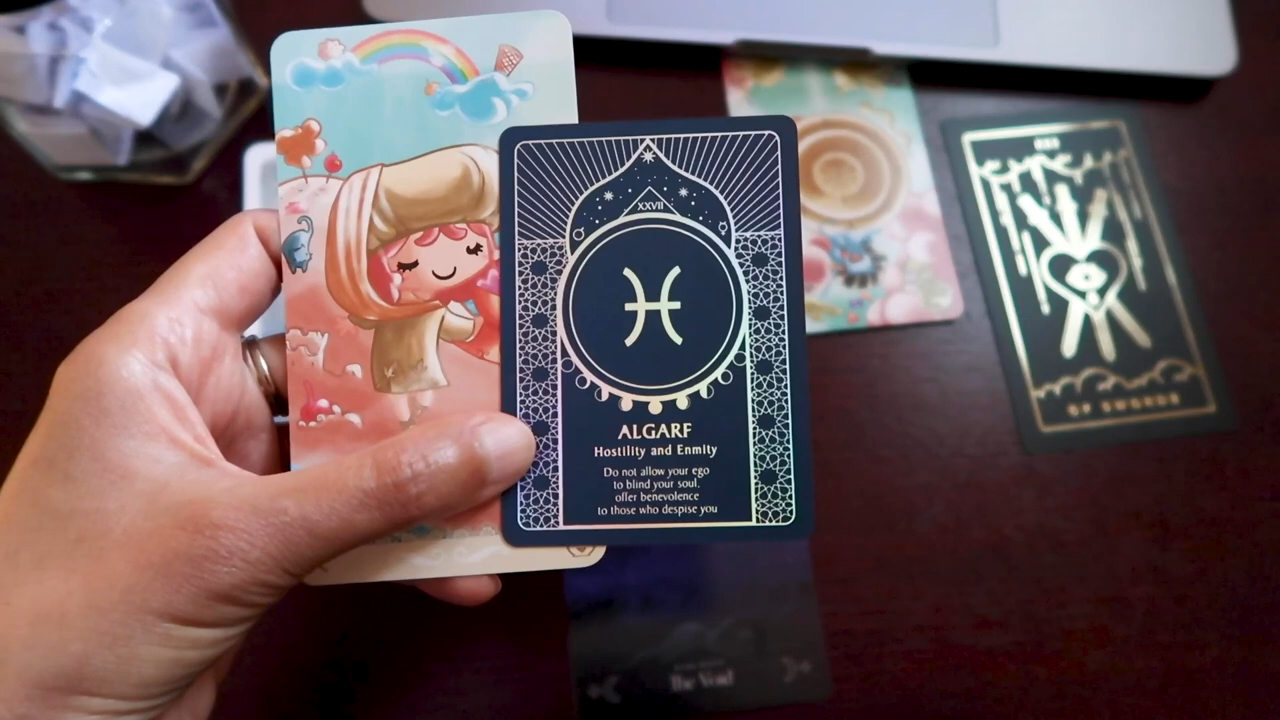 XXVII
ALGARF
Hostility and Enmity
Do not allow your ego
to blind your soul,
offer benevolence
to those who despise you
III
OF SWORDS
The Void